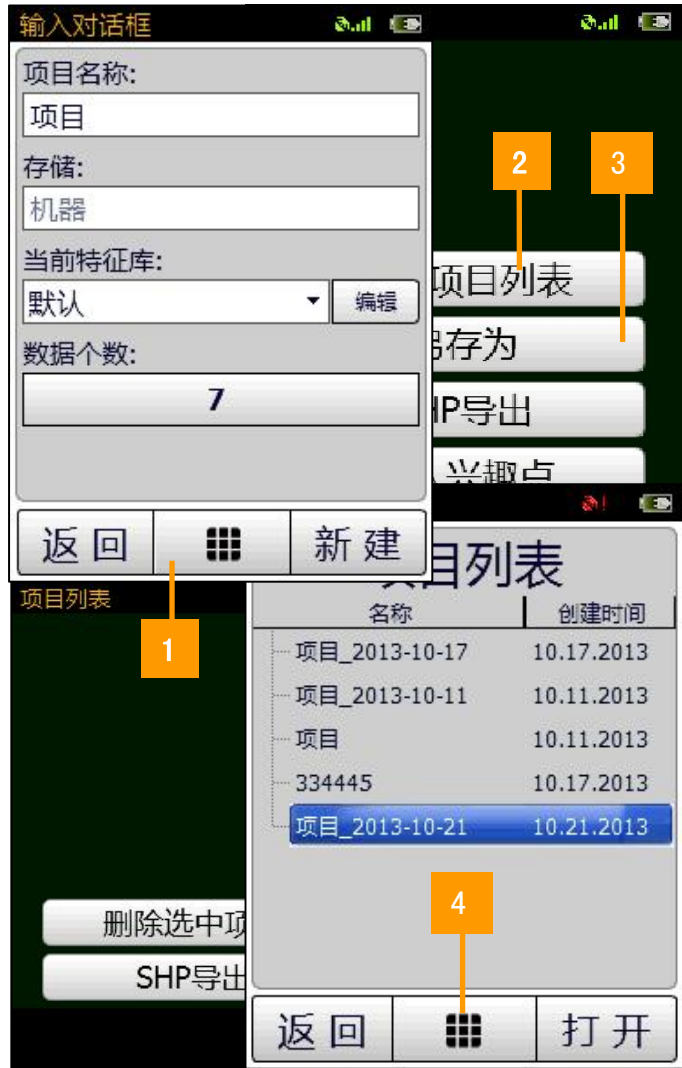 输入对话框
项目名称:
项目
存储:
机器
当前特征库:
默认
编辑
数据个数:
7
返回
新建
1
2
3
项目列表
存为
HP导出
兴趣点
项目列表
删除选中项
SHP导出
目列表
名称 创建时间
项目_2013-10-17 10.17.2013
项目_2013-10-11 10.11.2013
项目 10.11.2013
334445 10.17.2013
项目_2013-10-21 10.21.2013
4
返回
打开